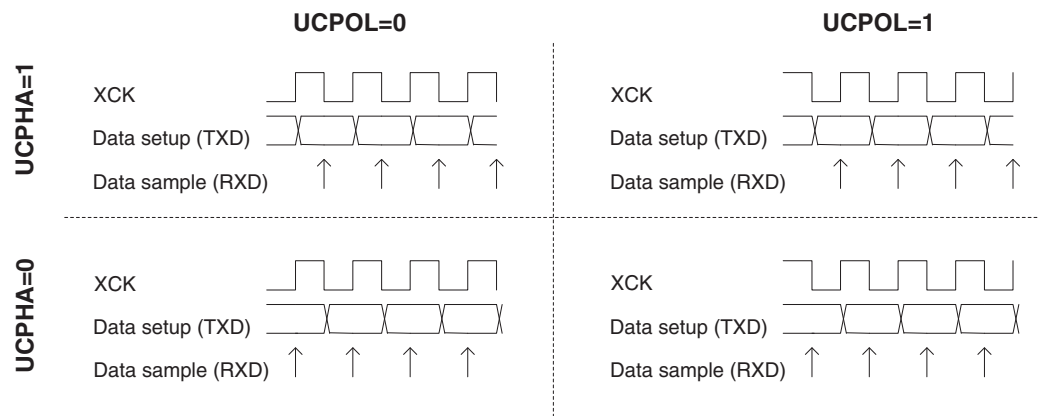 UCPOL=0
UCPOL=1
UCPHA=1
XCK
Data setup (TXD)
Data sample (RXD)
XCK
Data setup (TXD)
Data sample (RXD)
UCPHA=0
XCK
Data setup (TXD)
Data sample (RXD)
XCK
Data setup (TXD)
Data sample (RXD)